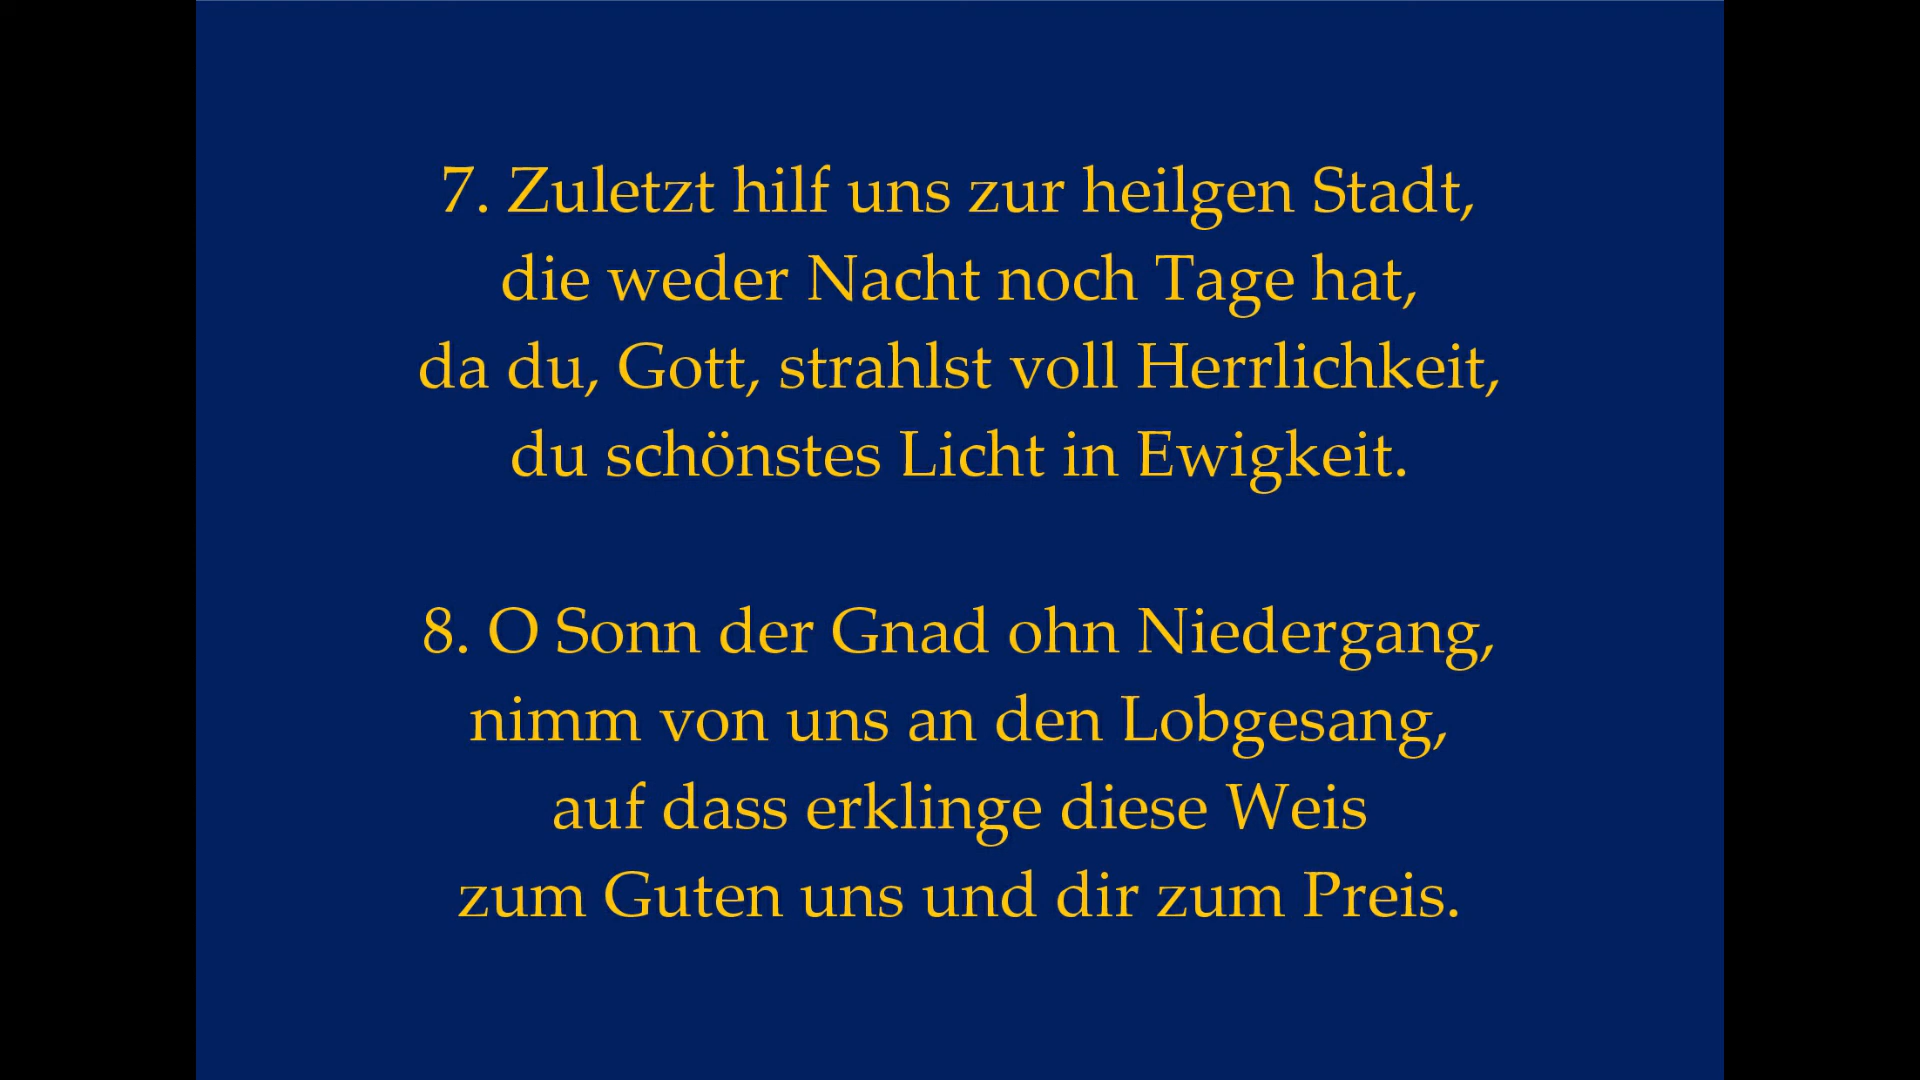 7. Zuletzt hilf uns zur heilgen Stadt,
die weder Nacht noch Tage hat,
da du, Gott, strahlst voll Herrlichkeit,
du schönstes Licht in Ewigkeit.
8. O Sonn der Gnad ohn Niedergang,
nimm von uns an den Lobgesang,
auf dass erklinge diese Weis
zum Guten uns und dir zum Preis.